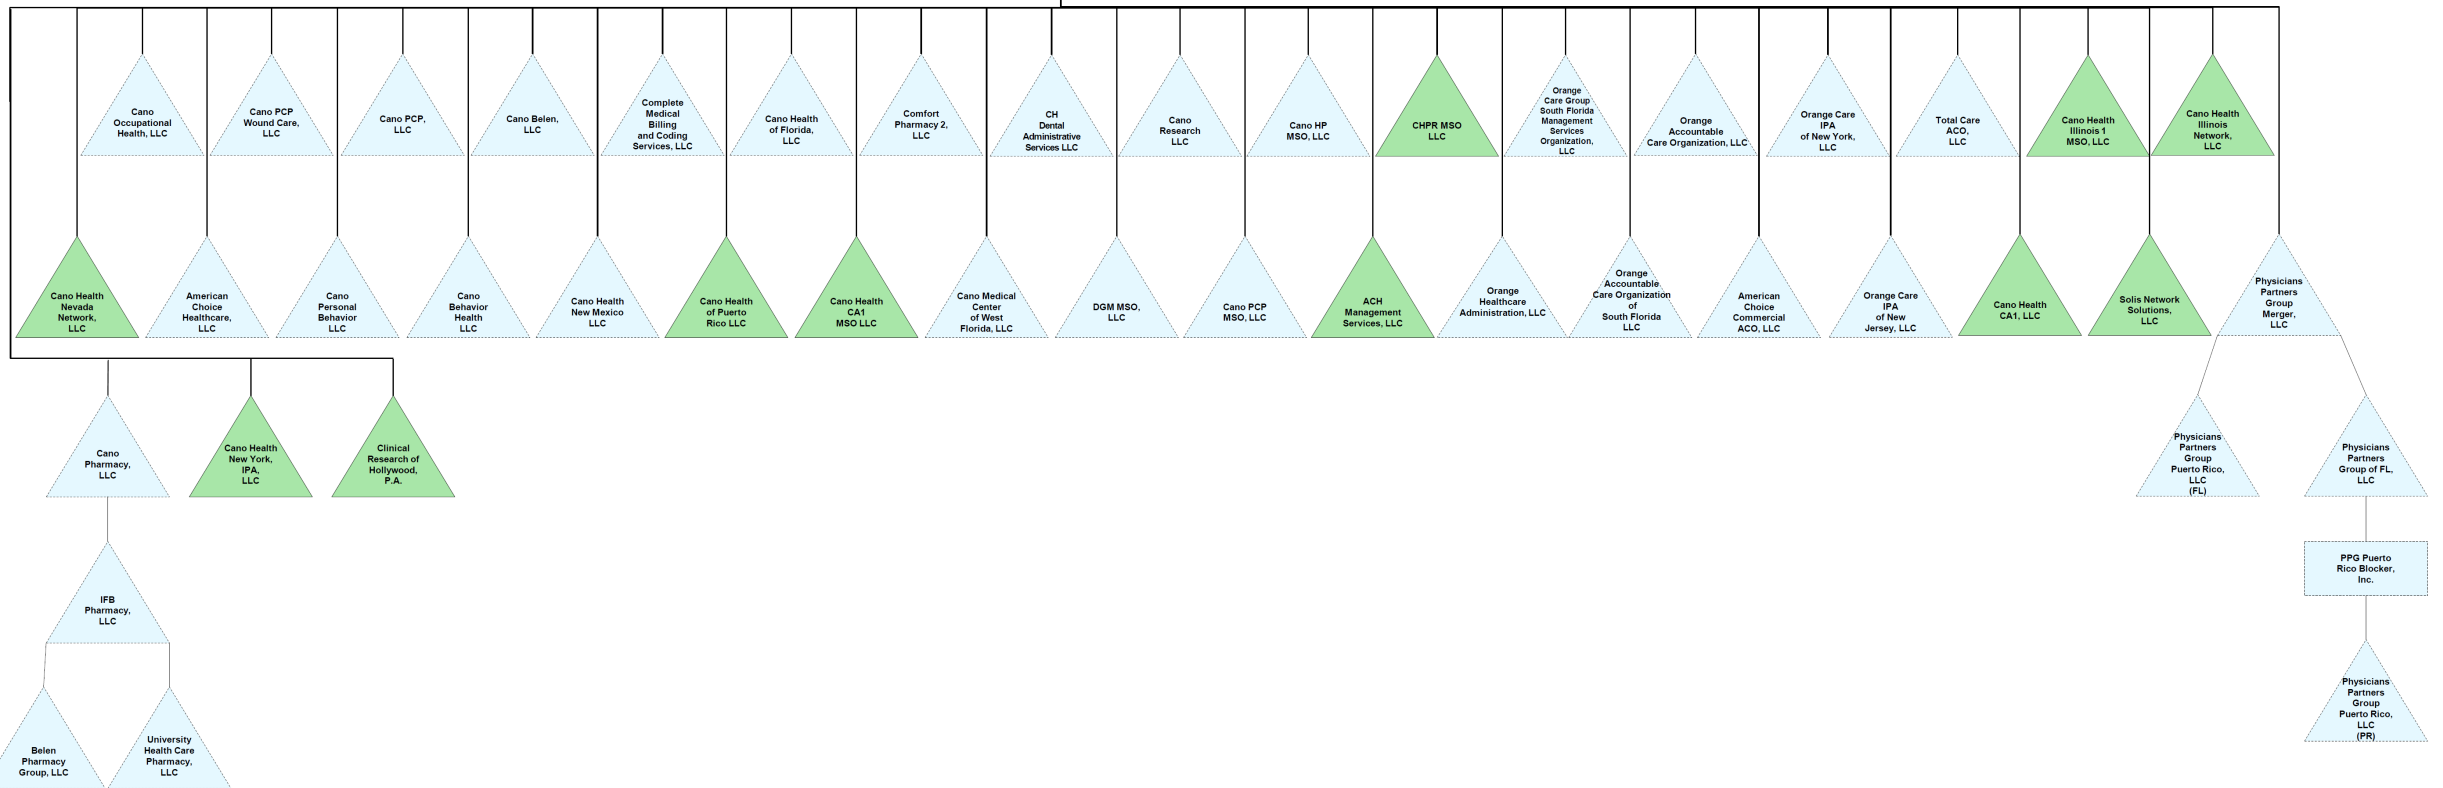 Cano
Occupational
Health, LLC
Cano PCP
Wound Care,
LLC
Cano PCP,
LLC
Cano Belen,
LLC
Complete
Medical
Billing
and Coding
Services, LLC
Cano Health
of Florida,
LLC
Comfort
Pharmacy 2,
LLC
CH
Dental
Administrative
Services LLC
Cano
Research
LLC
Cano HP
MSO, LLC
CHPR MSO
LLC
Orange
Care Group
South Florida
Management
Services
Organization,
LLC
Orange
Accountable
Care Organization, LLC
Orange Care
IPA
of New York,
LLC
Total Care
ACO,
LLC
Cano Health
Illinois 1
MSO, LLC
Cano Health
Illinois
Network,
LLC
Cano Health
Nevada
Network,
LLC
American
Choice
Healthcare,
LLC
Cano
Personal
Behavior
LLC
Cano
Behavior
Health
LLC
Cano Health
New Mexico
LLC
Cano Health
of Puerto
Rico LLC
Cano Health
CA1
MSO LLC
Cano Medical
Center
of West
Florida, LLC
DGM MSO,
LLC
Cano PCP
MSO, LLC
ACH
Management
Services, LLC
Orange
Healthcare
Administration, LLC
Orange
Accountable
Care Organization
of
South Florida
LLC
American
Choice
Commercial
ACO, LLC
Orange Care
IPA
of New
Jersey, LLC
Cano Health
CA1, LLC
Solis Network
Solutions,
LLC
Physicians
Partners
Group
Merger,
LLC
Cano
Pharmacy,
LLC
Cano Health
New York,
IPA,
LLC
Clinical
Research of
Hollywood,
P.A.
Physicians
Partners
Group
Puerto Rico,
LLC
(FL)
Physicians
Partners
Group of FL,
LLC
IFB
Pharmacy,
LLC
PPG Puerto
Rico Blocker,
Inc.
Belen
Pharmacy
Group, LLC
University
Health Care
Pharmacy,
LLC
Physicians
Partners
Group
Puerto Rico,
LLC
(PR)